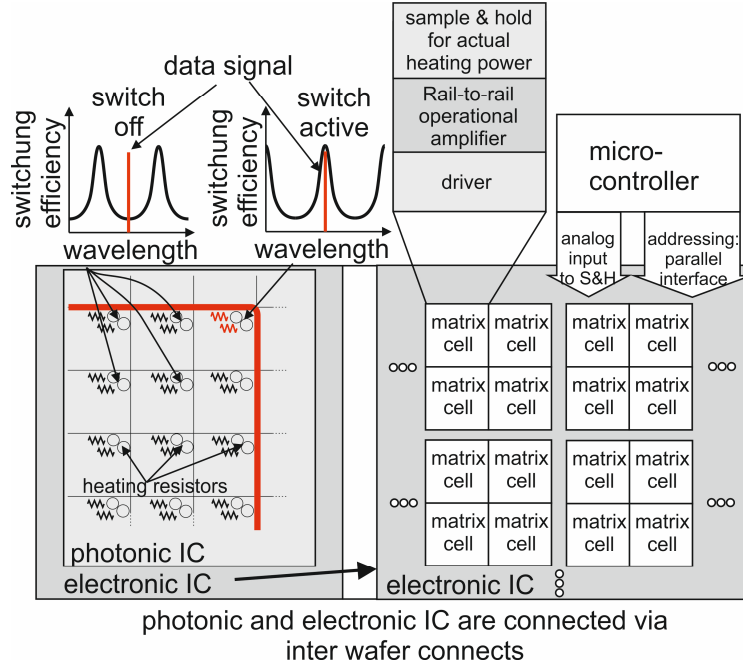 data signal
switch
off
switchung
efficiency
wavelength
switch
active
switchung
efficiency
wavelength
sample & hold
for actual
heating power
Rail-to-rail
operational
amplifier
driver
micro-
controller
analog
input
to S&H
addressing:
parallel
interface
matrix
cell
matrix
cell
matrix
cell
matrix
cell
matrix
cell
matrix
cell
matrix
cell
matrix
cell
matrix
cell
matrix
cell
matrix
cell
matrix
cell
matrix
cell
matrix
cell
matrix
cell
matrix
cell
heating resistors
photonic IC
electronic IC
electronic IC
photonic and electronic IC are connected via
inter wafer connects